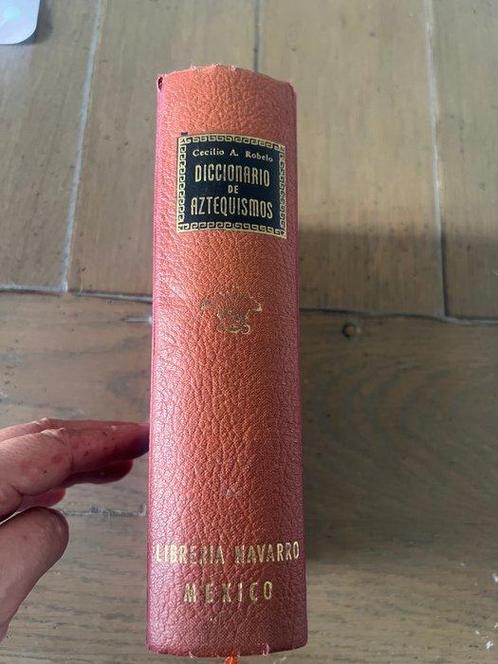 Cecilio A. Robelo
DICCIONARIO
DE
AZTEQUISMOS
LIBRERIA NAVARRO
MEXICO